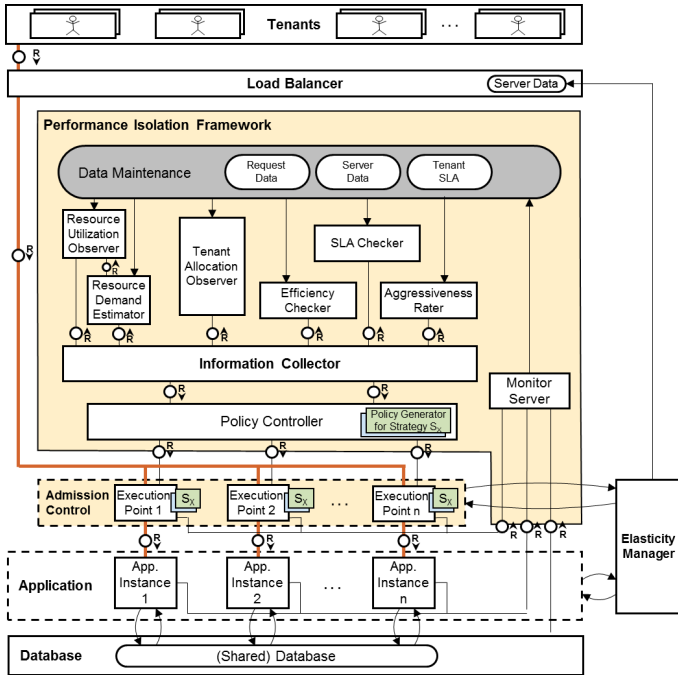 Tenants
. . .
R
Load Balancer
Server Data
Performance Isolation Framework
Data Maintenance
Request
Data
Server
Data
Tenant
SLA
Resource
Utilization
Observer
R
R
Resource
Demand
Estimator
Tenant
Allocation
Observer
Efficiency
Checker
SLA Checker
Aggressiveness
Rater
R
R
R
R
R
R
Information Collector
Monitor
Server
R
R
Policy Controller
Policy Generator
for Strategy SX
R
R
R
Admission
Control
Execution
Point 1
SX
Execution
Point 2
SX
. . .
Execution
Point n
SX
R
R
R
R
R
R
Elasticity
Manager
Application
App.
Instance
1
App.
Instance
2
. . .
App.
Instance
n
Database
(Shared) Database